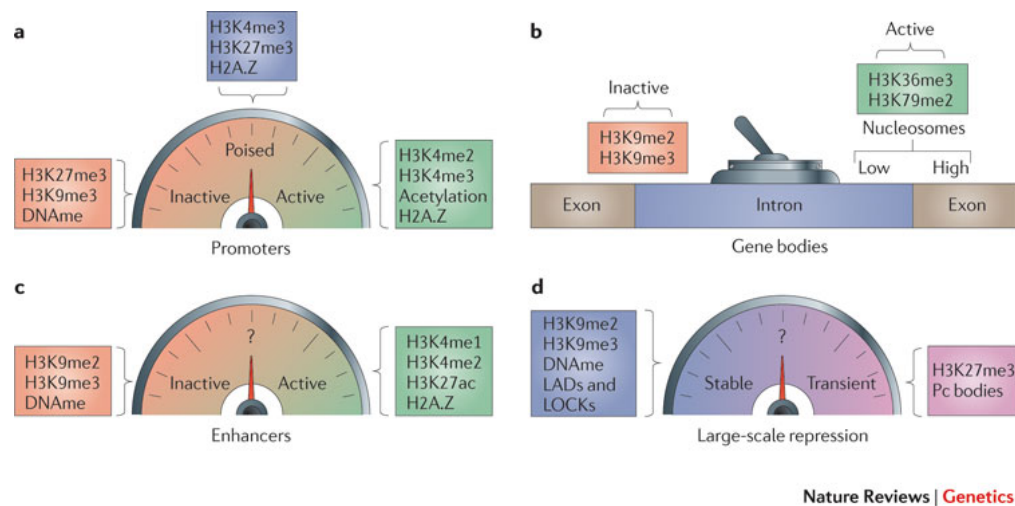 a
H3K4me3
H3K27me3
H2A.Z
Poised
Inactive
Active
H3K27me3
H3K9me3
DNAme
H3K4me2
H3K4me3
Acetylation
H2A.Z
Promoters
b
Inactive
H3K9me2
H3K9me3
Active
H3K36me3
H3K79me2
Nucleosomes
Low
High
Exon
Intron
Exon
Gene bodies
c
H3K9me2
H3K9me3
DNAme
?
Inactive
Active
H3K4me1
H3K4me2
H3K27ac
H2A.Z
Enhancers
d
H3K9me2
H3K9me3
DNAme
LADs and
LOCKs
?
Stable
Transient
H3K27me3
Pc bodies
Large-scale repression
Nature Reviews | Genetics